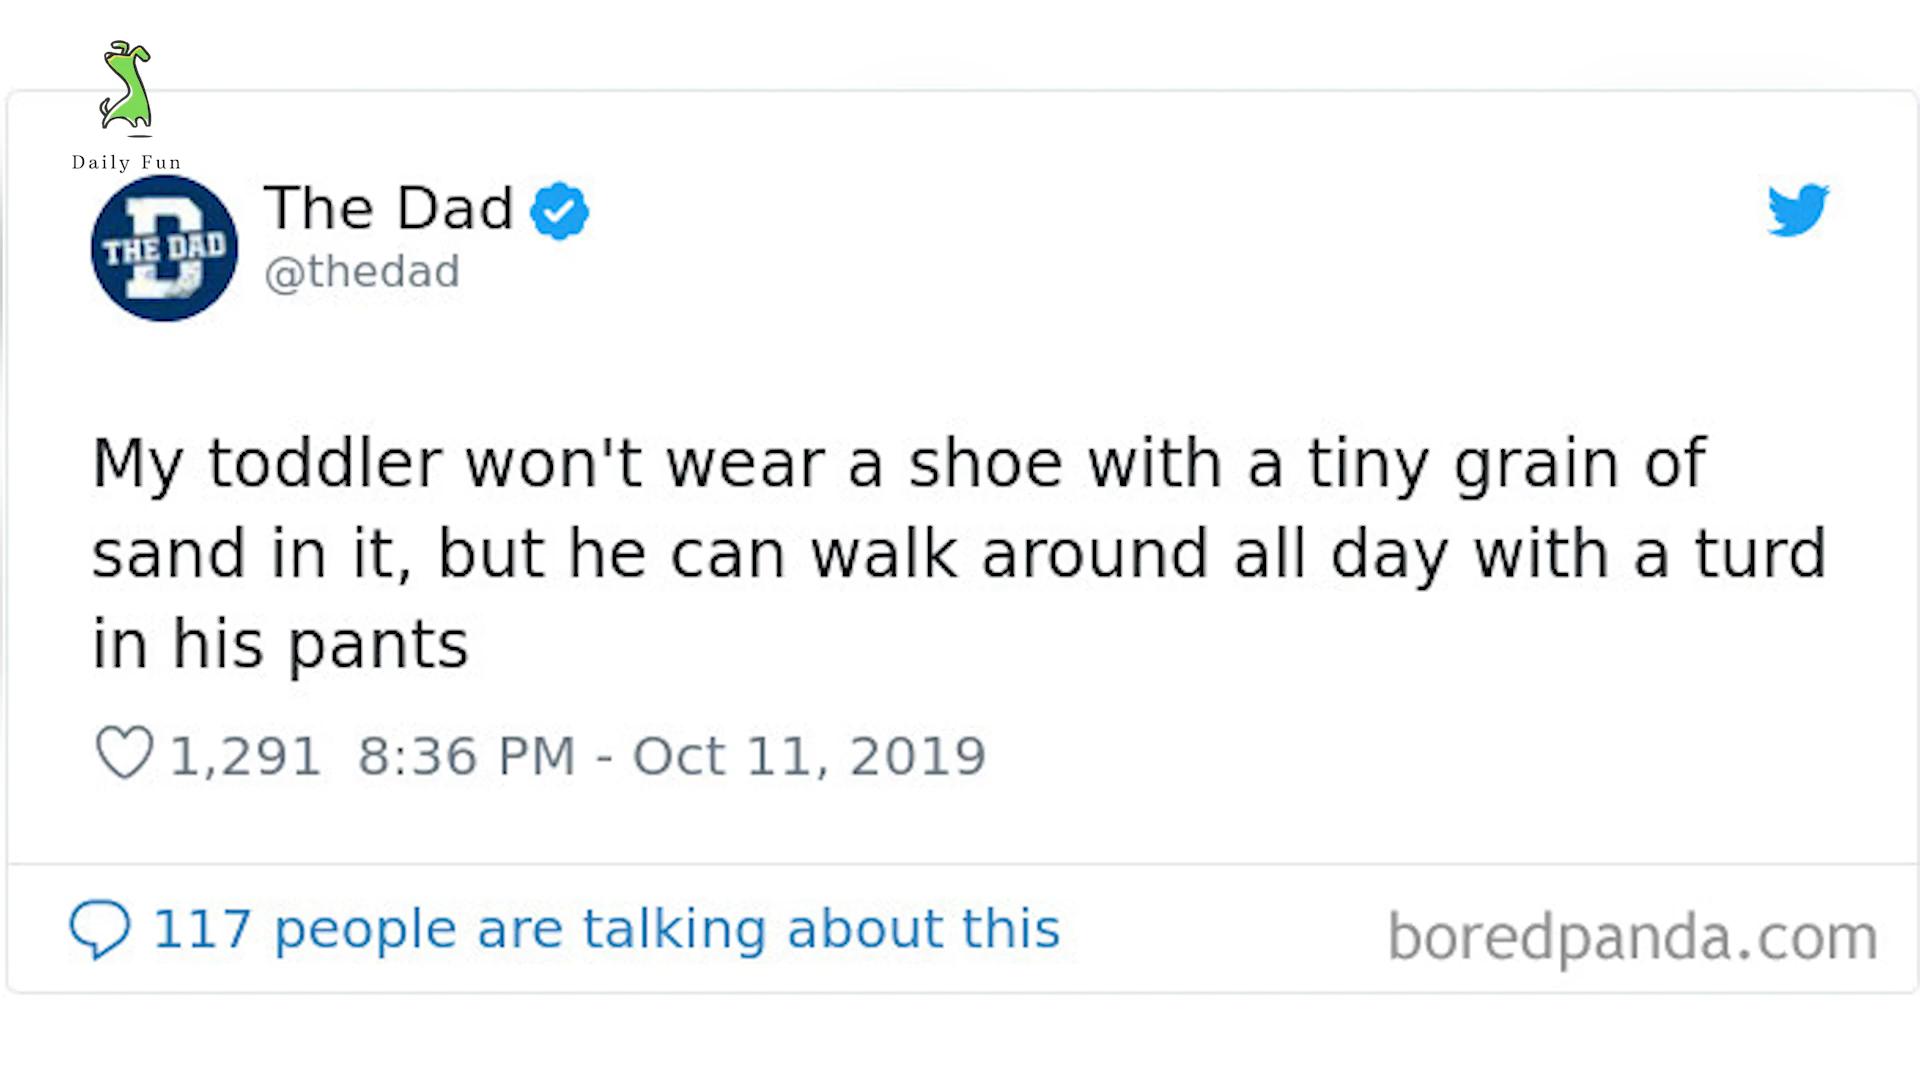 Daily Fun
THE DAD
The Dad
@thedad
My toddler won't wear a shoe with a tiny grain of
sand in it, but he can walk around all day with a turd
in his pants
1,291 8:36 PM - Oct 11, 2019
117 people are talking about this
boredpanda.com